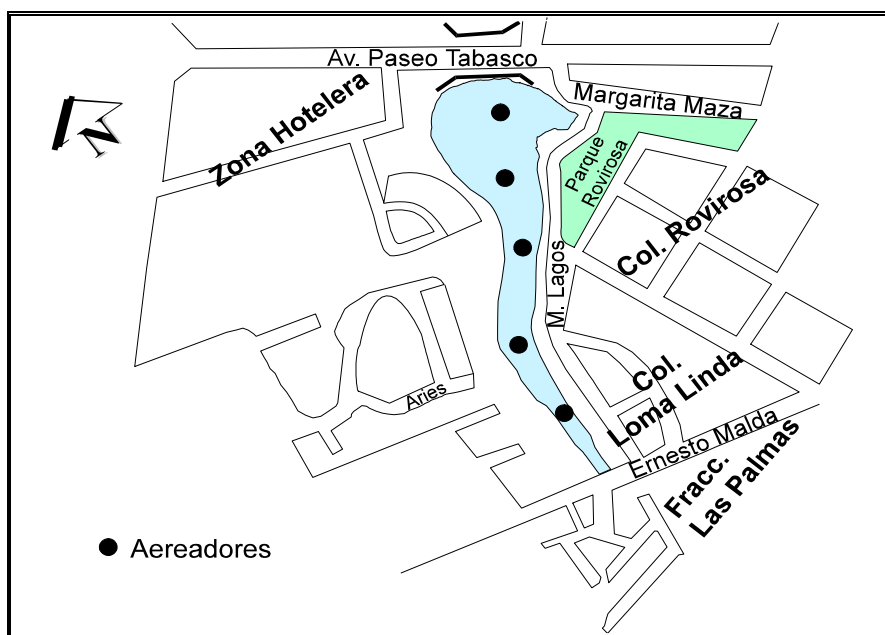 Av. Paseo Tabasco
Margarita Maza
Zona Hotelera
N
Parque
Rovirosa
Col. Rovirosa
M. Lagos
Col.
Loma Linda
Aries
Ernesto Malda
Fracc.
Las Palmas
Aereadores